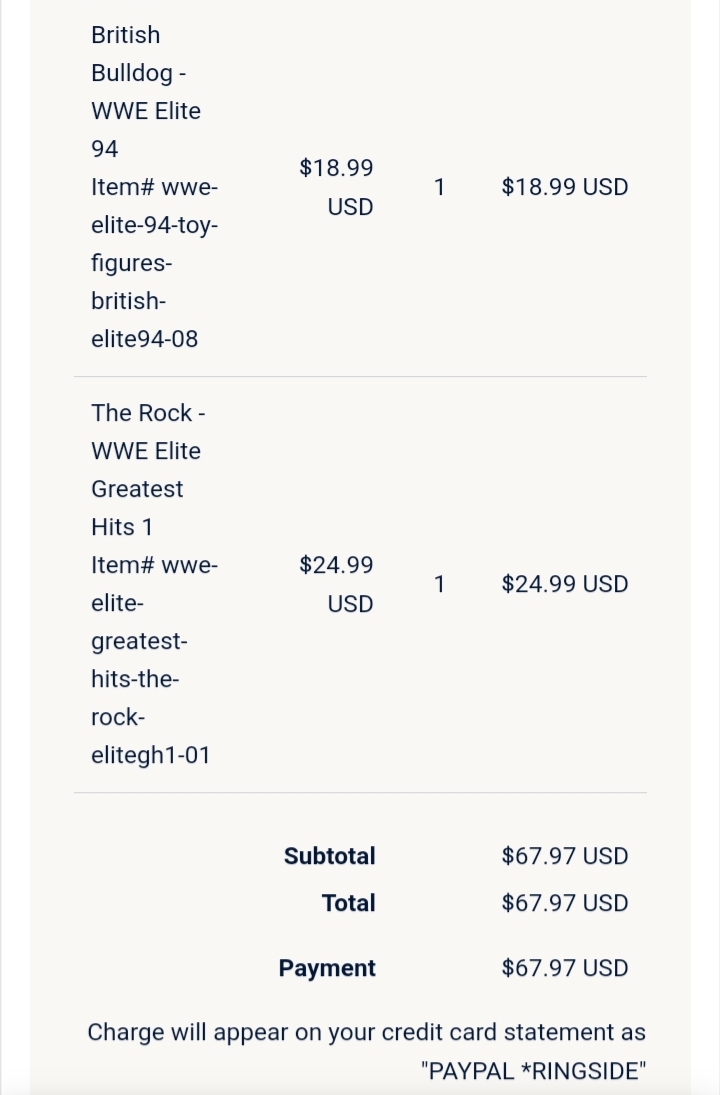 British
Bulldog -
WWE Elite
94
Item# wwe-
elite-94-toy-
figures-
british-
elite94-08
$18.99
USD
1
$18.99 USD
The Rock -
WWE Elite
Greatest
Hits 1
Item# wwe-
elite-
greatest-
hits-the-
rock-
elitegh1-01
$24.99
USD
1
$24.99 USD
Subtotal $67.97 USD
Total $67.97 USD
Payment $67.97 USD
Charge will appear on your credit card statement as
"PAYPAL *RINGSIDE"